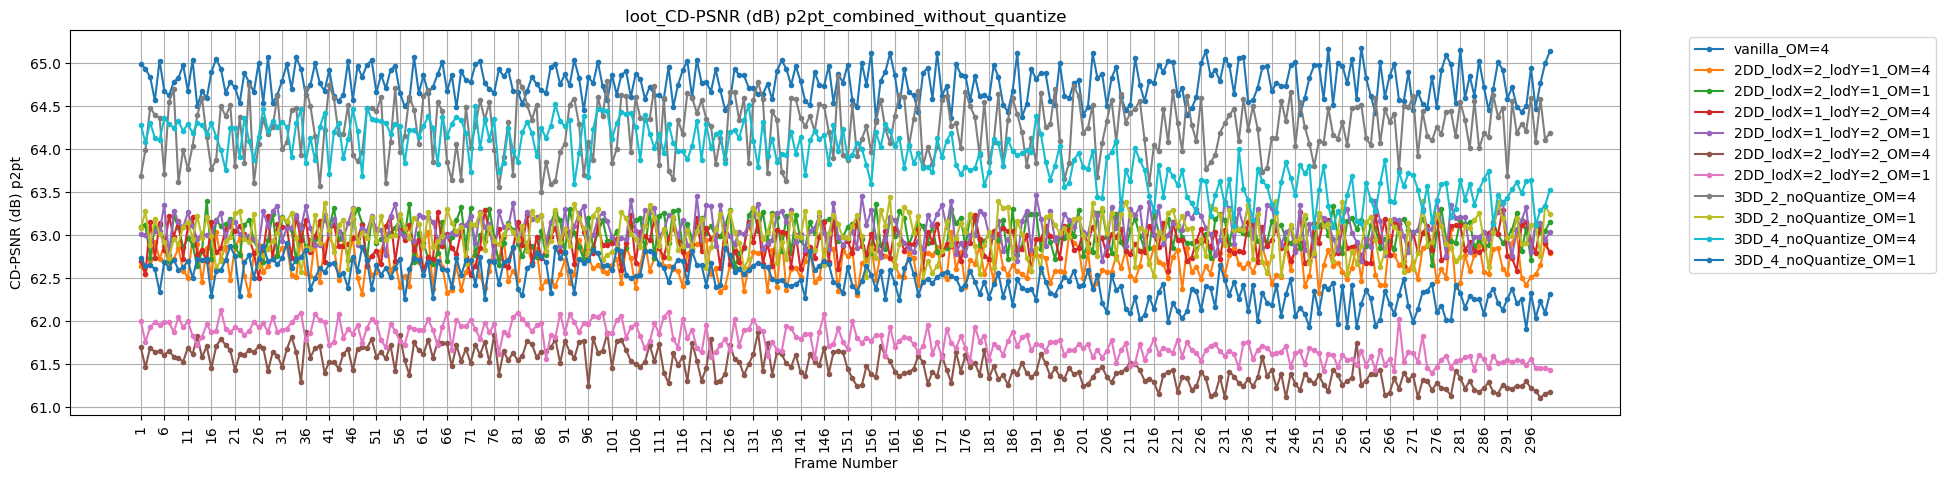 loot_CD-PSNR (dB) p2pt_combined_without_quantize
CD-PSNR (dB) p2pt
65.0
64.5
64.0
63.5
63.0
62.5
62.0
61.5
61.0
1 6 11 16 21 26 31 36 41 46 51 56 61 66 71 76 81 86 91 96 101 106 111 116 121 126 131 136 141 146 151 156 161 166 171 176 181 186 191 196 201 206 211 216 221 226 231 236 241 246 251 256 261 266 271 276 281 286 291 296
Frame Number
vanilla_OM=4
2DD_lodX=2_lodY=1_OM=4
2DD_lodX=2_lodY=1_OM=1
2DD_lodX=1_lodY=2_OM=4
2DD_lodX=1_lodY=2_OM=1
2DD_lodX=2_lodY=2_OM=4
2DD_lodX=2_lodY=2_OM=1
3DD_2_noQuantize_OM=4
3DD_2_noQuantize_OM=1
3DD_4_noQuantize_OM=4
3DD_4_noQuantize_OM=1